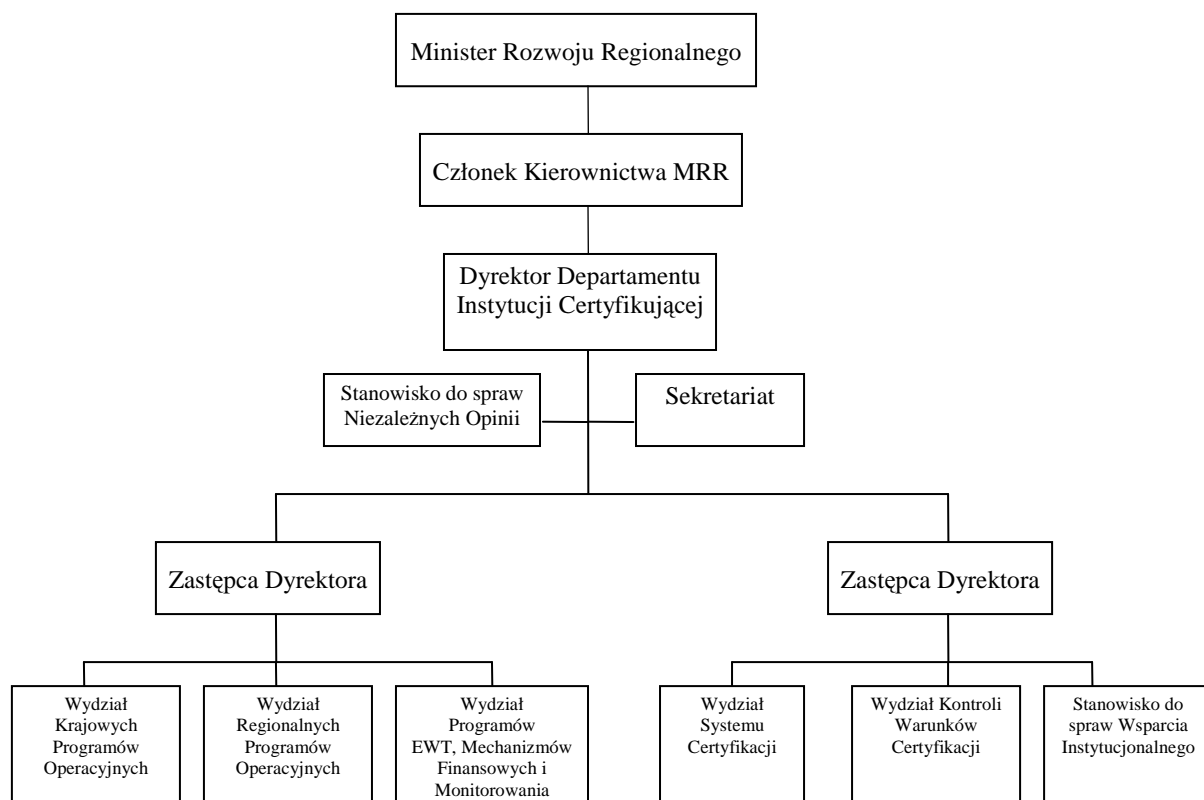 Minister Rozwoju Regionalnego
Członek Kierownictwa MRR
Dyrektor Departamentu
Instytucji Certyfikującej
Stanowisko do spraw
Niezależnych Opinii
Sekretariat
Zastępca Dyrektora
Zastępca Dyrektora
Wydział
Krajowych
Programów
Operacyjnych
Wydział
Regionalnych
Programów
Operacyjnych
Wydział
Programów
EWT, Mechanizmów
Finansowych i
Monitorowania
Wydział
Systemu
Certyfikacji
Wydział Kontroli
Warunków
Certyfikacji
Stanowisko do
spraw Wsparcia
Instytucjonalnego